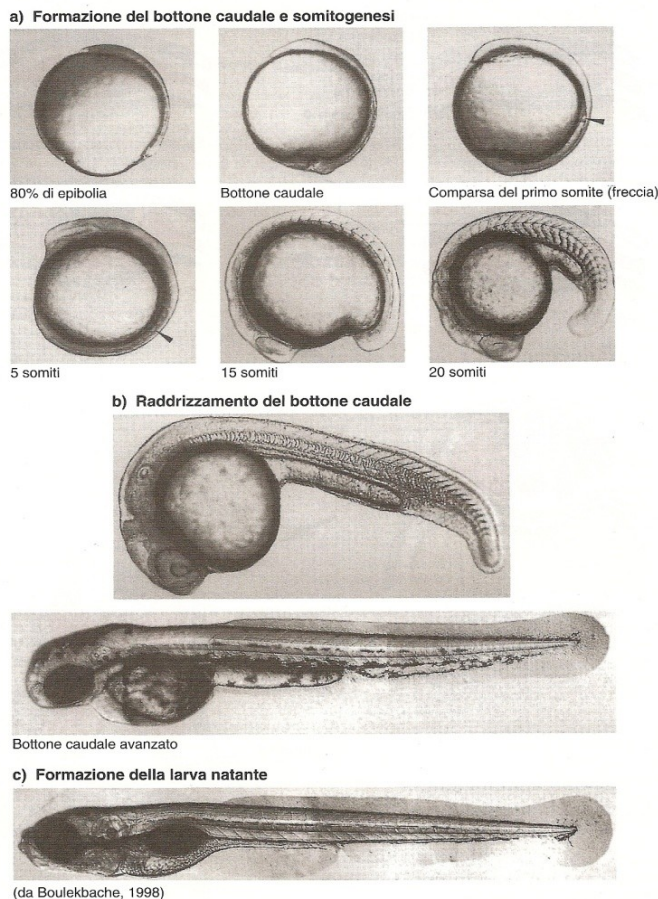 a) Formazione del bottone caudale e somitogenesi
80% di epibolia
Bottone caudale
Comparsa del primo somite (freccia)
5 somiti
15 somiti
20 somiti
b) Raddrizzamento del bottone caudale
Bottone caudale avanzato
c) Formazione della larva natante
(da Boulekbache, 1998)